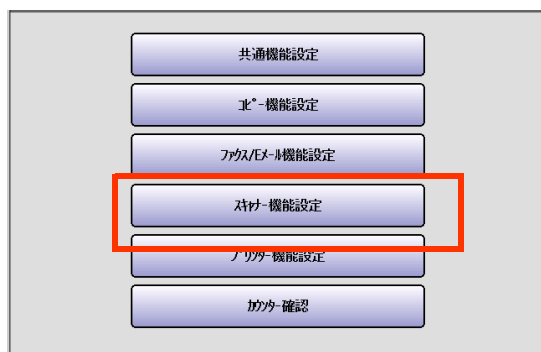 共通機能設定
ｺﾋﾟｰ機能設定
ﾌｧｸｽ/Eﾒｰﾙ機能設定
ｽｷｬﾅｰ機能設定
ﾌﾟﾘﾝﾀｰ機能設定
ｶｳﾝﾀｰ確認